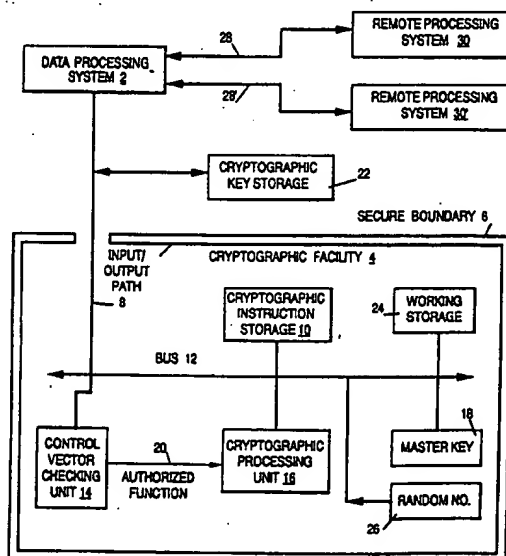 28
REMOTE PROCESSING
SYSTEM 30
DATA PROCESSING
SYSTEM 2
28'
REMOTE PROCESSING
SYSTEM 30'
CRYPTOGRAPHIC
KEY STORAGE
22
SECURE BOUNDARY 6
INPUT/
OUTPUT
PATH
CRYPTOGRAPHIC FACILITY 4
8
CRYPTOGRAPHIC
INSTRUCTION
STORAGE 10
24
WORKING
STORAGE
BUS 12
18
CONTROL
VECTOR
CHECKING
UNIT 14
20
AUTHORIZED
FUNCTION
CRYPTOGRAPHIC
PROCESSING
UNIT 16
MASTER KEY
RANDOM NO.
26